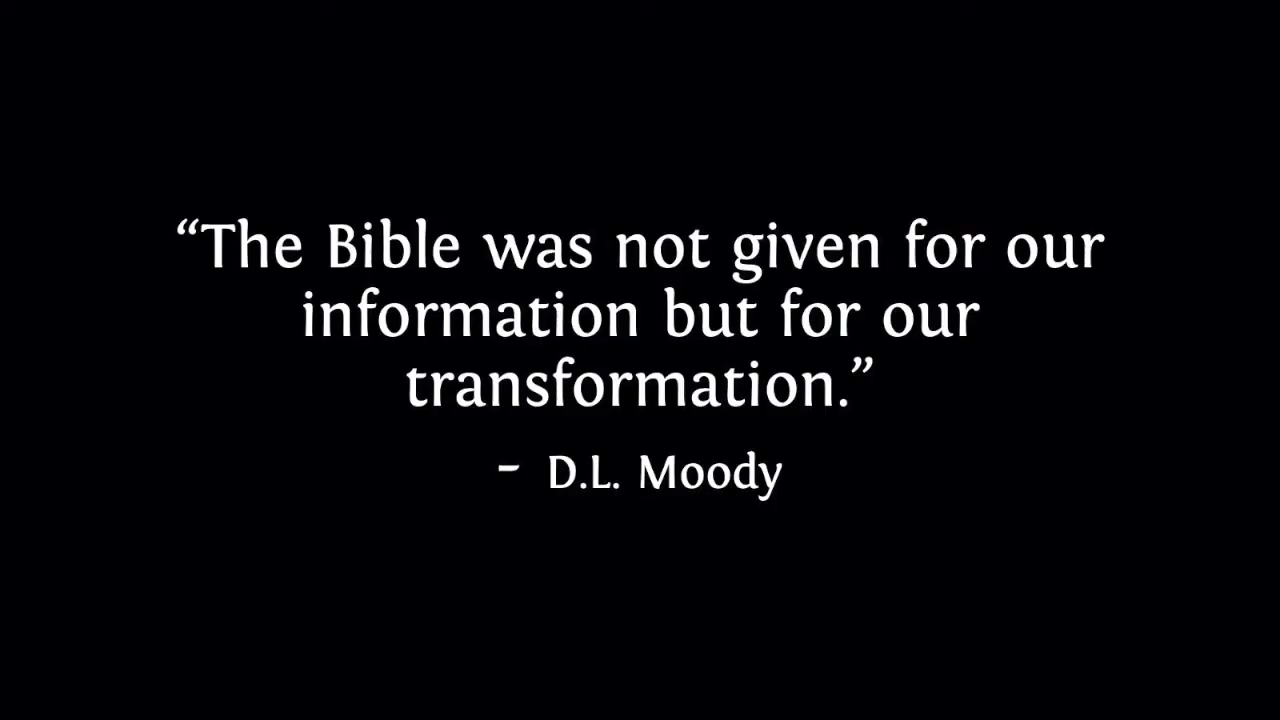 “The Bible was not given for our
information but for our
transformation.”
- D.L. Moody